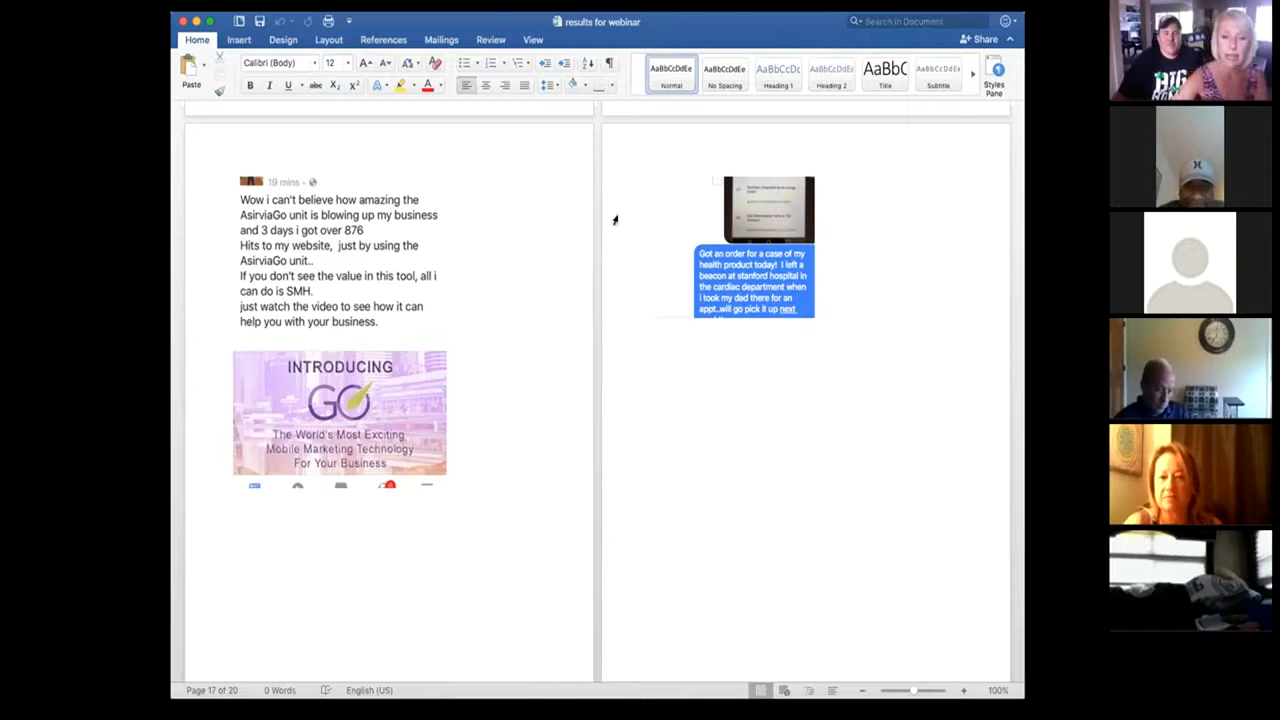 results for webinar
Search in Document
Home
Insert
Design
Layout
References
Mailings
Review
View
Share
Paste
Calibri (Body)
12
A
A
B
I
U
abc
X₂
X²
A
A
AaBbCcDdEe
Normal
AaBbCcDdEe
No Spacing
AaBbCcDc
Heading 1
AaBbCcDdEe
Heading 2
AaBbC
Title
AaBbCcDdEe
Subtitle
Styles
Pane
19 mins
Wow i can't believe how amazing the
AsirviaGo unit is blowing up my business
and 3 days i got over 876
Hits to my website, just by using the
AsirviaGo unit..
If you don't see the value in this tool, all i
can do is SMH.
just watch the video to see how it can
help you with your business.
INTRODUCING
GO
The World's Most Exciting
Mobile Marketing Technology
For Your Business
Got an order for a case of my
health product today! I left a
beacon at stanford hospital in
the cardiac department when
i took my dad there for an
appt..will go pick it up next
BIG
Page 17 of 20
0 Words
English (US)
100%